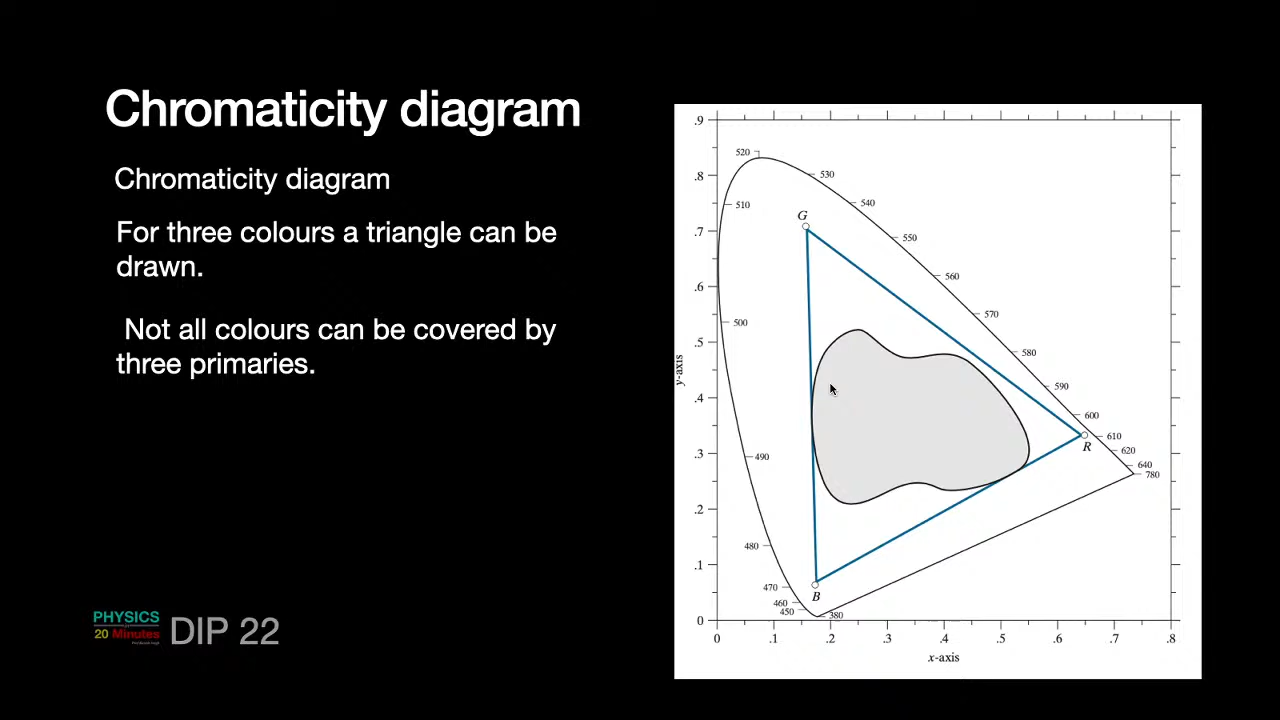 Chromaticity diagram
Chromaticity diagram
For three colours a triangle can be
drawn.
Not all colours can be covered by
three primaries.
PHYSICS
20 Minutes
DIP 22
.9
.8
.7
.6
.5
.4
.3
.2
.1
0
y-axis
520
530
510
540
G
550
560
570
500
580
590
600
610
R
620
640
490
780
480
470
B
460
450
380
0
.1
.2
.3
.4
.5
.6
.7
.8
x-axis